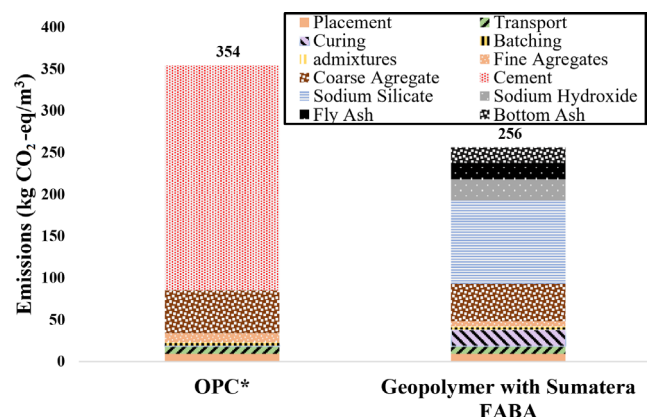 Placement Transport
Curing Batching
admixtures Fine Agregates
Coarse Agregate Cement
Sodium Silicate Sodium Hydroxide
Fly Ash Bottom Ash
Emissions (kg CO₂-eq/m³)
400
350
300
250
200
150
100
50
0
354
256
OPC*
Geopolymer with Sumatera
FABA